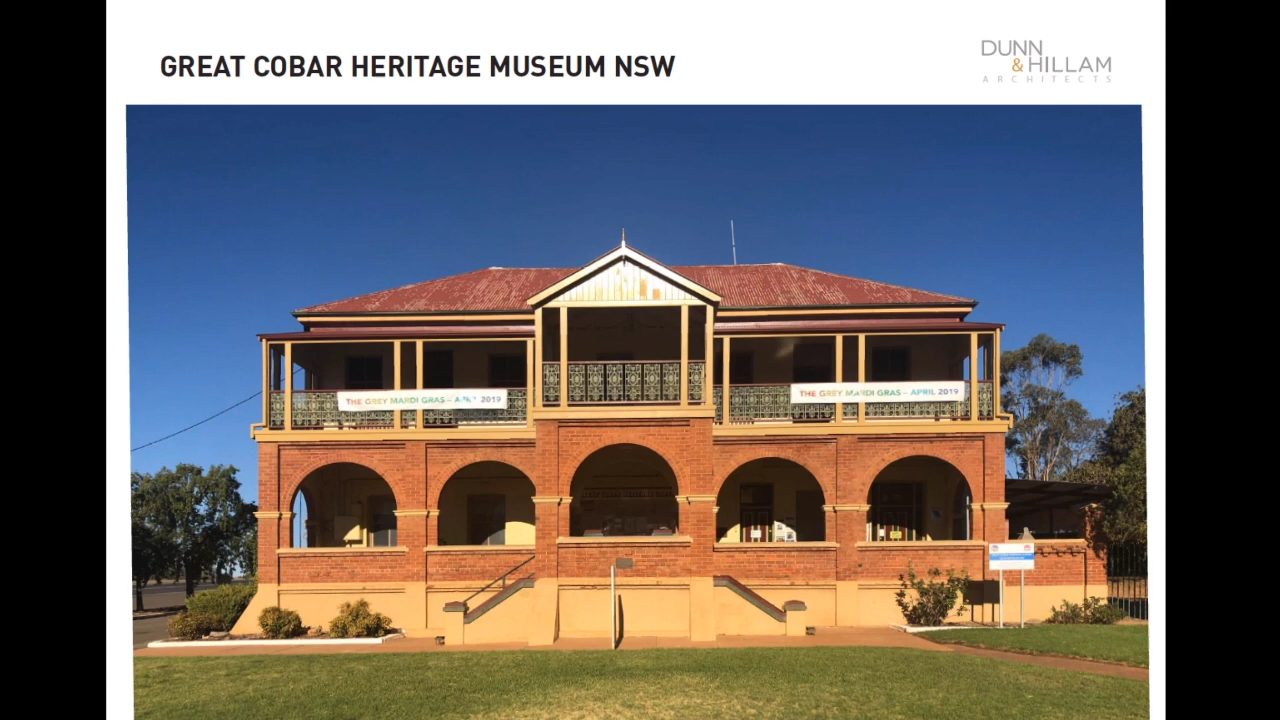 GREAT COBAR HERITAGE MUSEUM NSW
DUNN
&HILLAM
ARCHITECTS
THE GREY MARDI GRAS – APRIL 2019
THE GREY MARDI GRAS – APRIL 2019